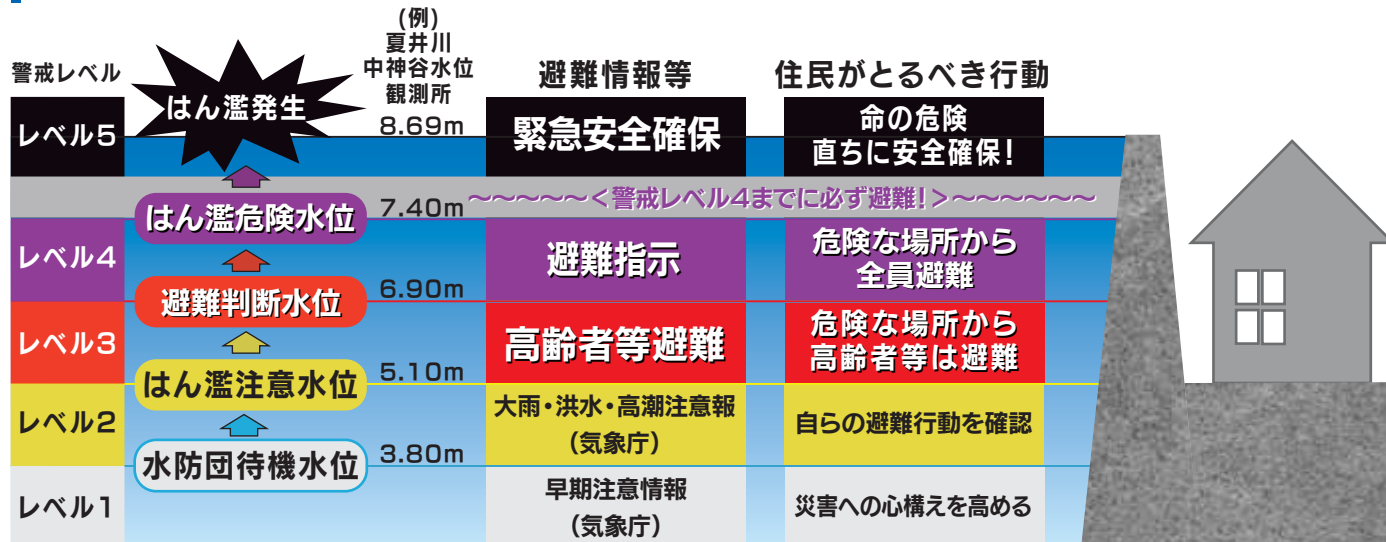 警戒レベル
(例)
夏井川
中神谷水位
観測所
避難情報等
住民がとるべき行動
レベル5
はん濫発生
8.69m
緊急安全確保
命の危険
直ちに安全確保!
はん濫危険水位
7.40m
~~~~~<警戒レベル4までに必ず避難!>~~~~~~
レベル4
避難指示
危険な場所から
全員避難
避難判断水位
6.90m
レベル3
高齢者等避難
危険な場所から
高齢者等は避難
はん濫注意水位
5.10m
レベル2
大雨・洪水・高潮注意報
(気象庁)
自らの避難行動を確認
水防団待機水位
3.80m
レベル1
早期注意情報
(気象庁)
災害への心構えを高める